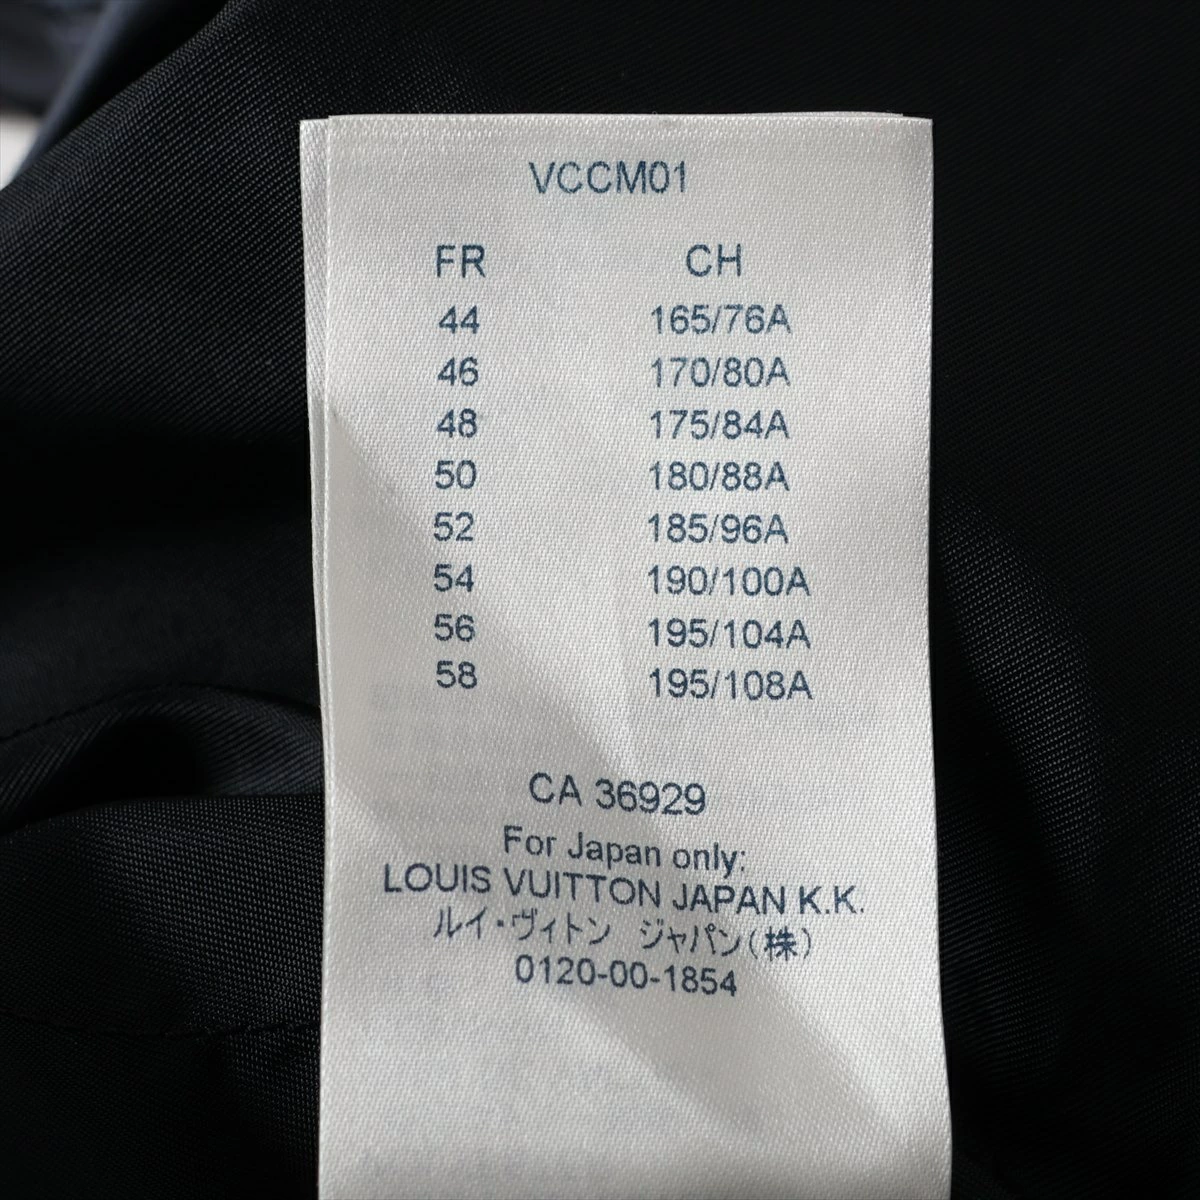 VCCM01
FR CH
44 165/76A
46 170/80A
48 175/84A
50 180/88A
52 185/96A
54 190/100A
56 195/104A
58 195/108A
CA 36929
For Japan only:
LOUIS VUITTON JAPAN K.K.
ルイ・ヴィトン ジャパン(株)
0120-00-1854